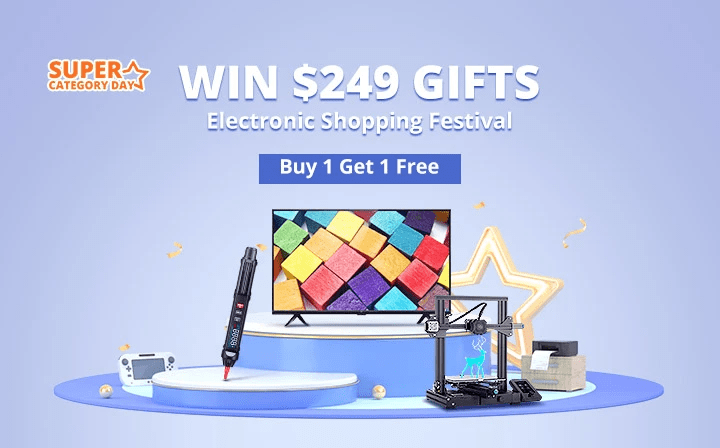 SUPER
CATEGORY DAY
WIN $249 GIFTS
Electronic Shopping Festival
Buy 1 Get 1 Free